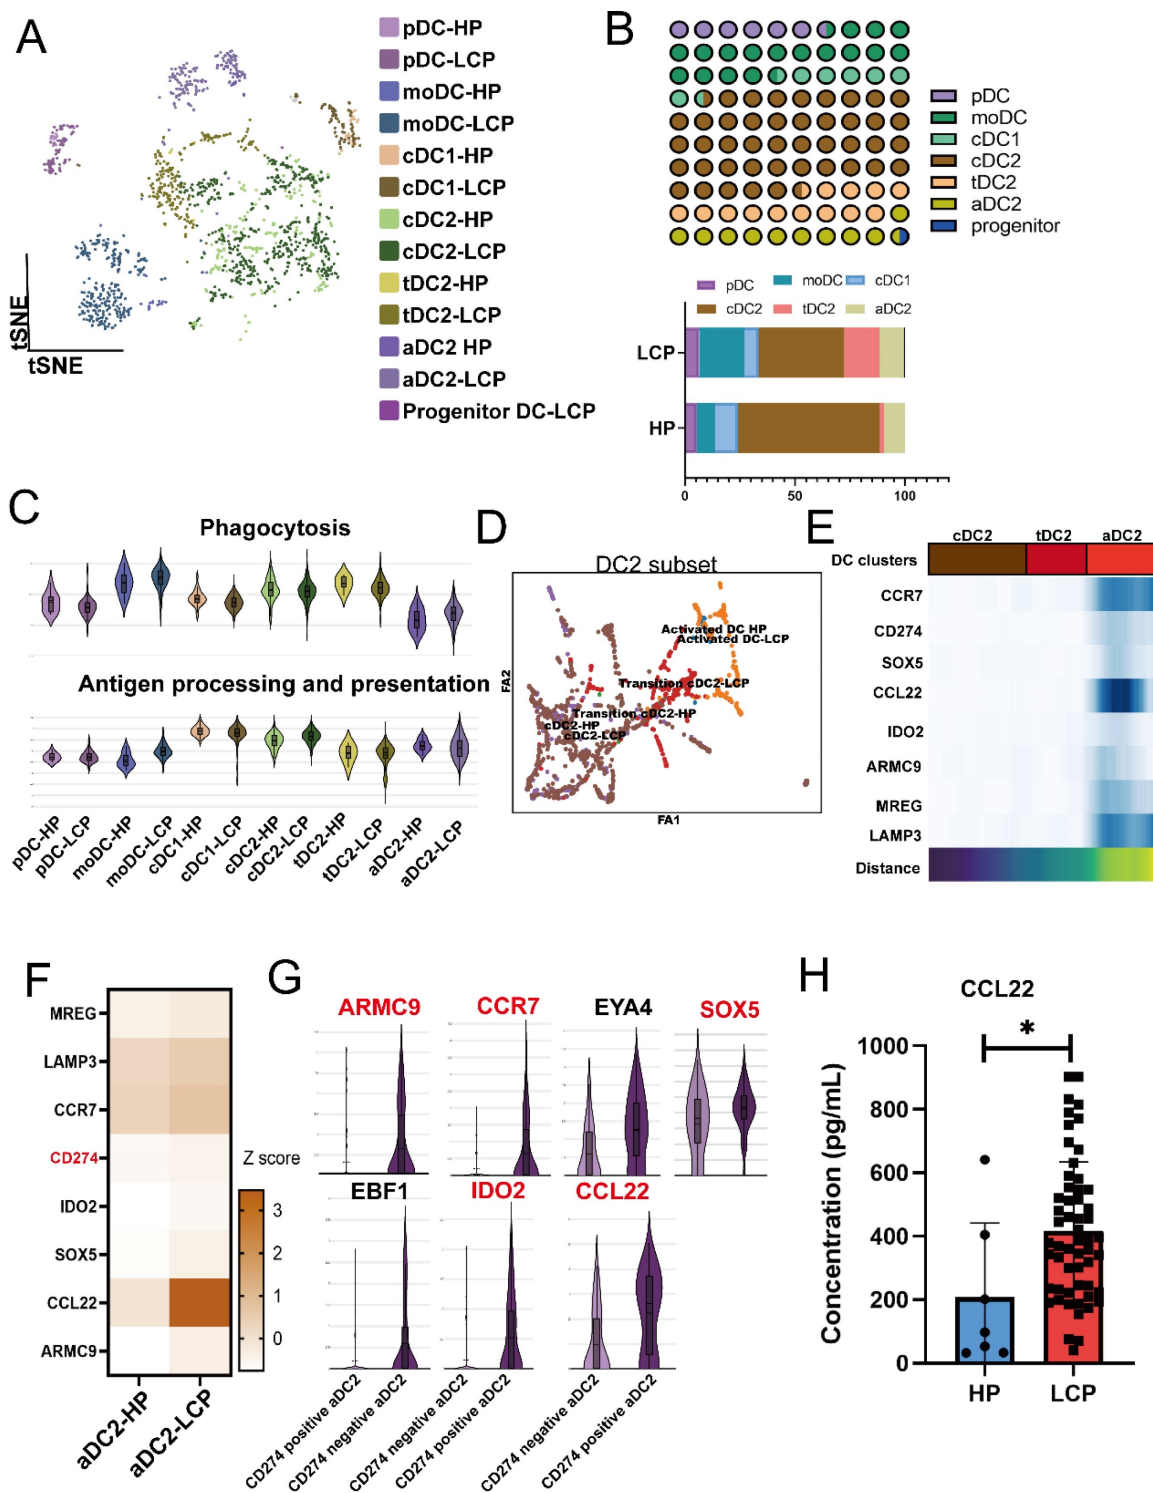 A
pDC-HP
pDC-LCP
moDC-HP
moDC-LCP
cDC1-HP
cDC1-LCP
cDC2-HP
cDC2-LCP
tDC2-HP
tDC2-LCP
aDC2 HP
aDC2-LCP
Progenitor DC-LCP
tSNE
tSNE
B
pDC
moDC
cDC1
cDC2
tDC2
aDC2
progenitor
pDC
moDC
cDC1
cDC2
tDC2
aDC2
LCP
HP
0
50
100
C
Phagocytosis
Antigen processing and presentation
pDC-HP
pDC-LCP
moDC-HP
moDC-LCP
cDC1-HP
cDC1-LCP
cDC2-HP
cDC2-LCP
tDC2-HP
tDC2-LCP
aDC2-HP
aDC2-LCP
D
DC2 subset
Activated DC HP
Activated DC-LCP
Transition cDC2-LCP
Transition cDC2-HP
cDC2-HP
cDC2-LCP
FA2
FA1
E
cDC2
tDC2
aDC2
DC clusters
CCR7
CD274
SOX5
CCL22
IDO2
ARMC9
MREG
LAMP3
Distance
F
MREG
LAMP3
CCR7
CD274
IDO2
SOX5
CCL22
ARMC9
aDC2-HP
aDC2-LCP
Z score
3
2
1
0
G
ARMC9
CCR7
EYA4
SOX5
EBF1
IDO2
CCL22
CD274 positive aDC2
CD274 negative aDC2
CD274 negative aDC2
CD274 positive aDC2
CD274 negative aDC2
CD274 positive aDC2
H
CCL22
*
Concentration (pg/mL)
1000
800
600
400
200
0
HP
LCP